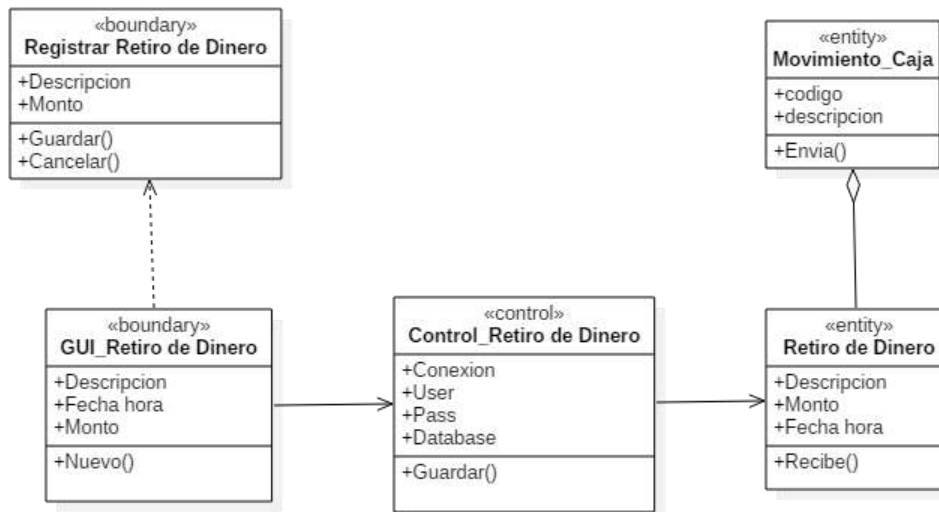 «boundary»
Registrar Retiro de Dinero
+Descripcion
+Monto
+Guardar()
+Cancelar()
«entity»
Movimiento_Caja
+codigo
+descripcion
+Envia()
«boundary»
GUI_Retiro de Dinero
+Descripcion
+Fecha hora
+Monto
+Nuevo()
«control»
Control_Retiro de Dinero
+Conexion
+User
+Pass
+Database
+Guardar()
«entity»
Retiro de Dinero
+Descripcion
+Monto
+Fecha hora
+Recibe()